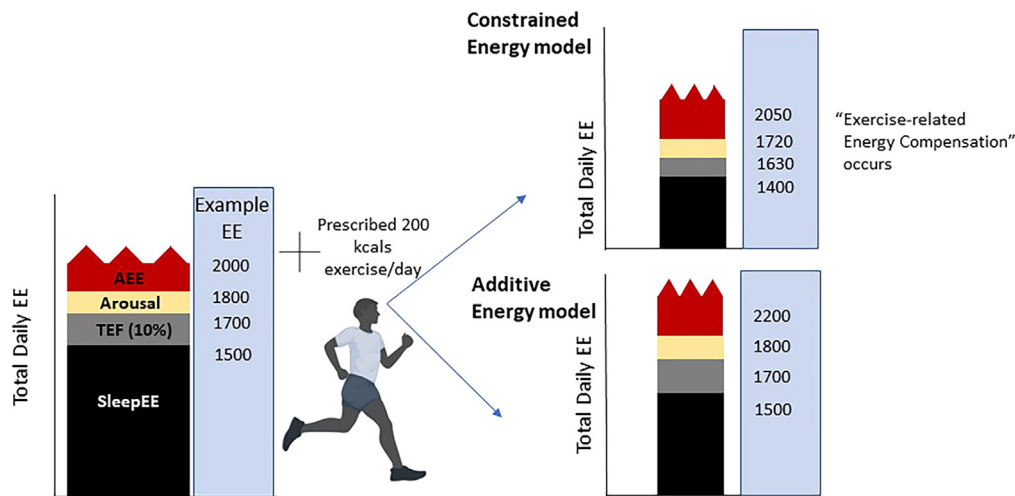 Total Daily EE
AEE
Arousal
TEF (10%)
SleepEE
Example
EE
2000
1800
1700
1500
Prescribed 200
kcals
exercise/day
Constrained
Energy model
Total Daily EE
2050
1720
1630
1400
“Exercise-related
Energy Compensation”
occurs
Additive
Energy model
Total Daily EE
2200
1800
1700
1500